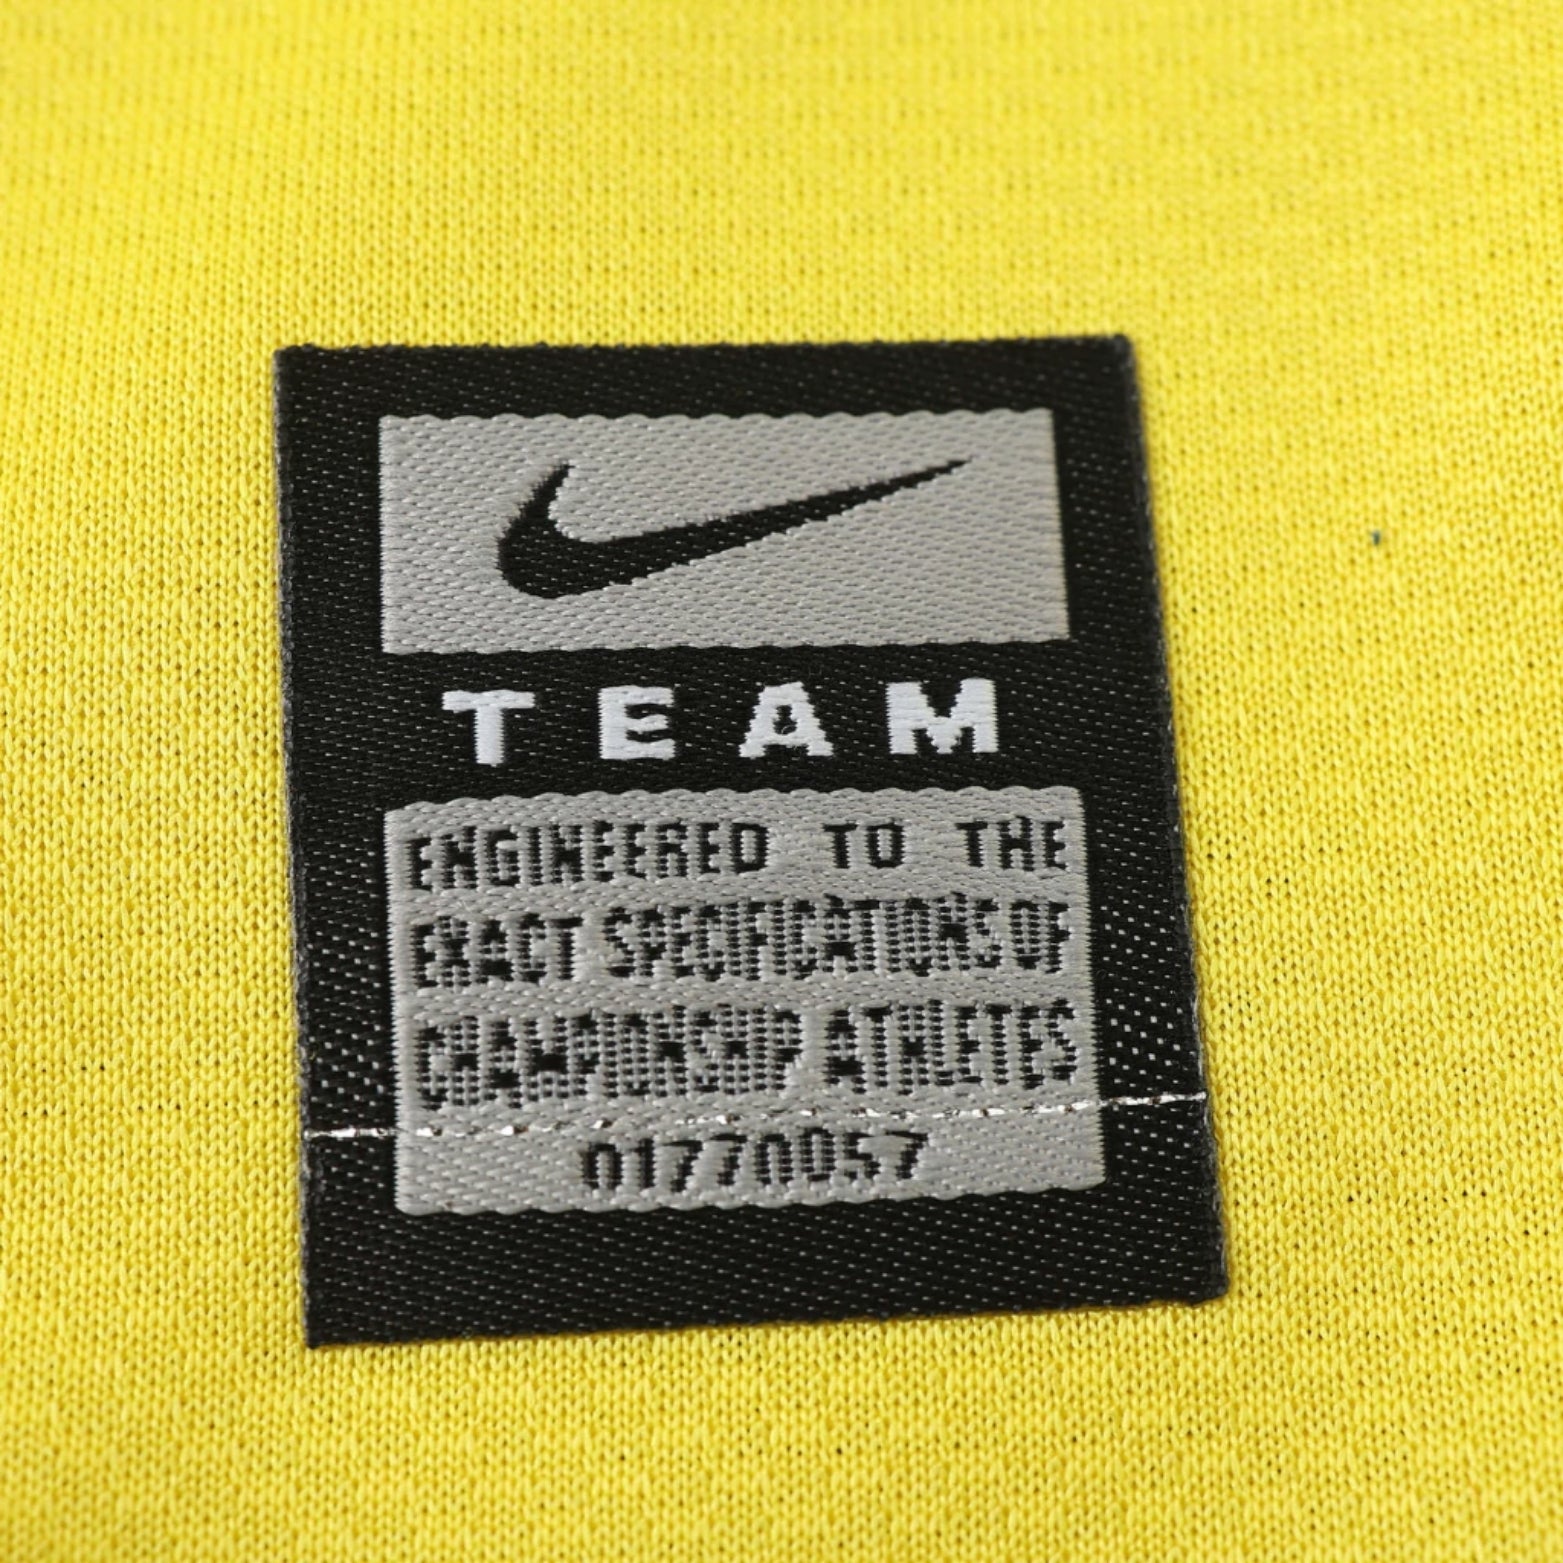 TEAM
ENGINEERED TO THE
EXACT SPECIFICATIONS OF
CHAMPIONSHIP ATHLETES
01770057